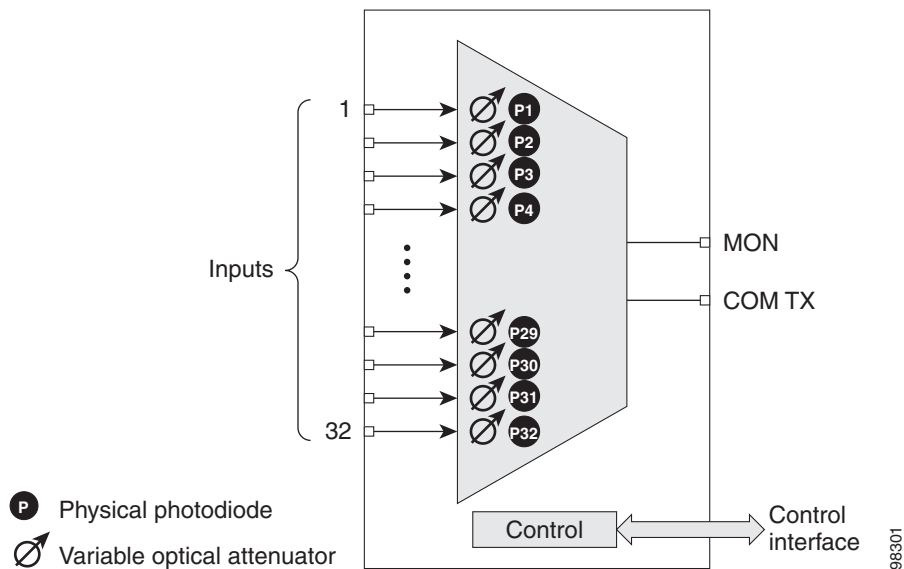 1
P1
P2
P3
P4
MON
Inputs
COM TX
P29
P30
P31
32
P32
P Physical photodiode
Control
Control
interface
Variable optical attenuator
98301